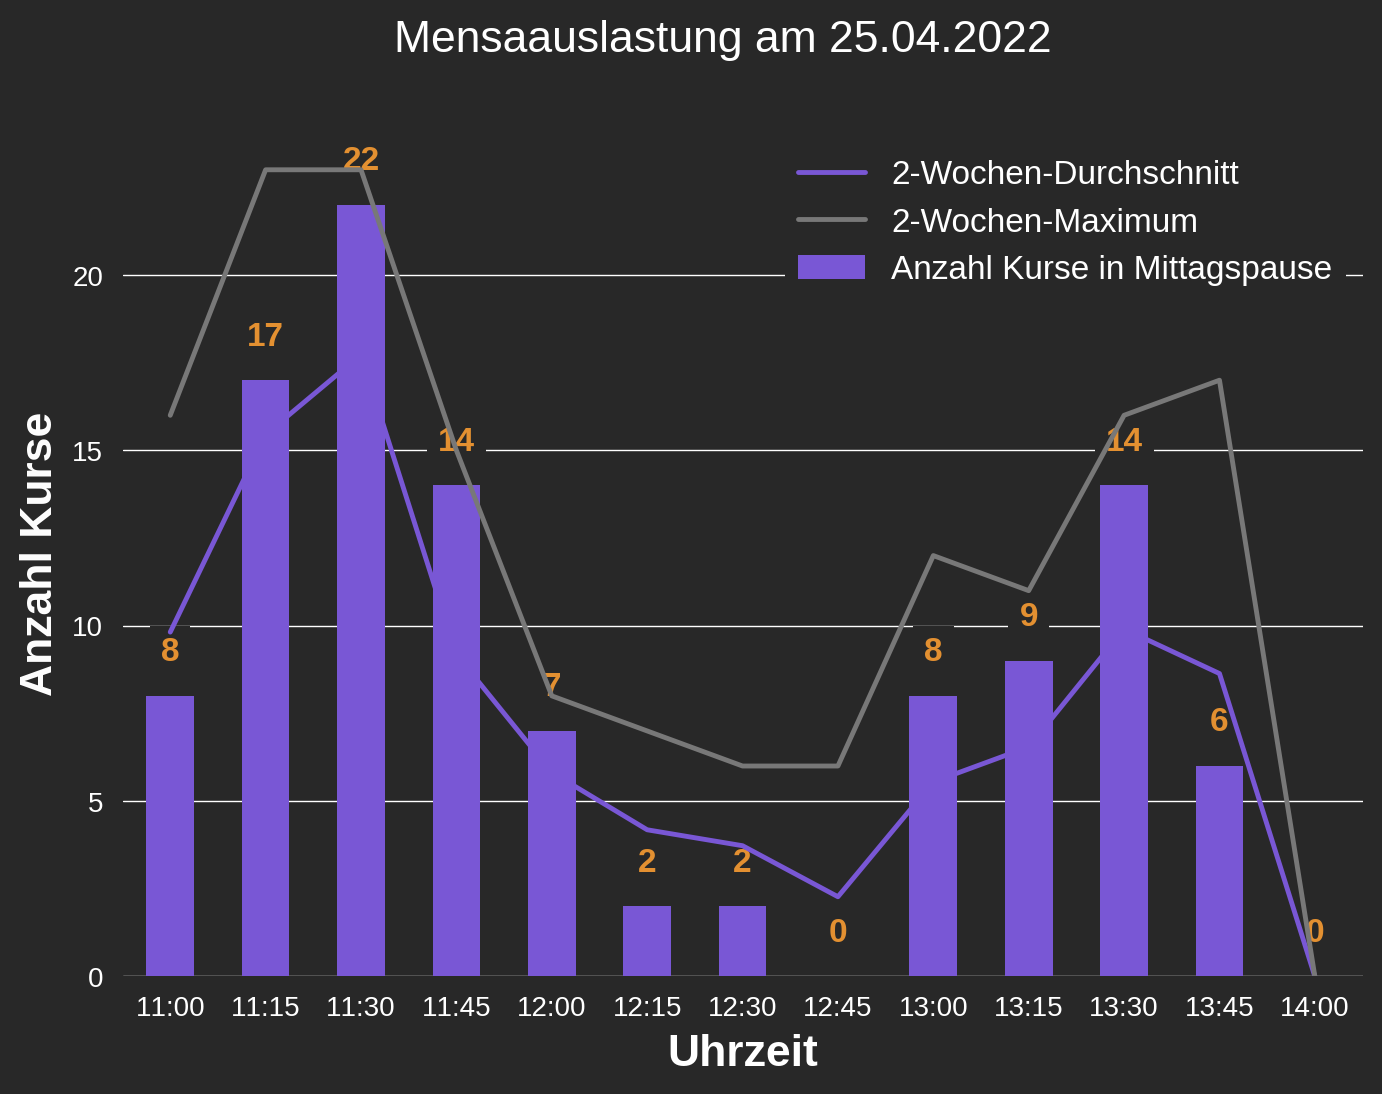 Mensaauslastung am 25.04.2022
2-Wochen-Durchschnitt
2-Wochen-Maximum
Anzahl Kurse in Mittagspause
Anzahl Kurse
20
15
10
5
0
8
17
22
14
7
2
2
0
8
9
14
6
0
11:00 11:15 11:30 11:45 12:00 12:15 12:30 12:45 13:00 13:15 13:30 13:45 14:00
Uhrzeit